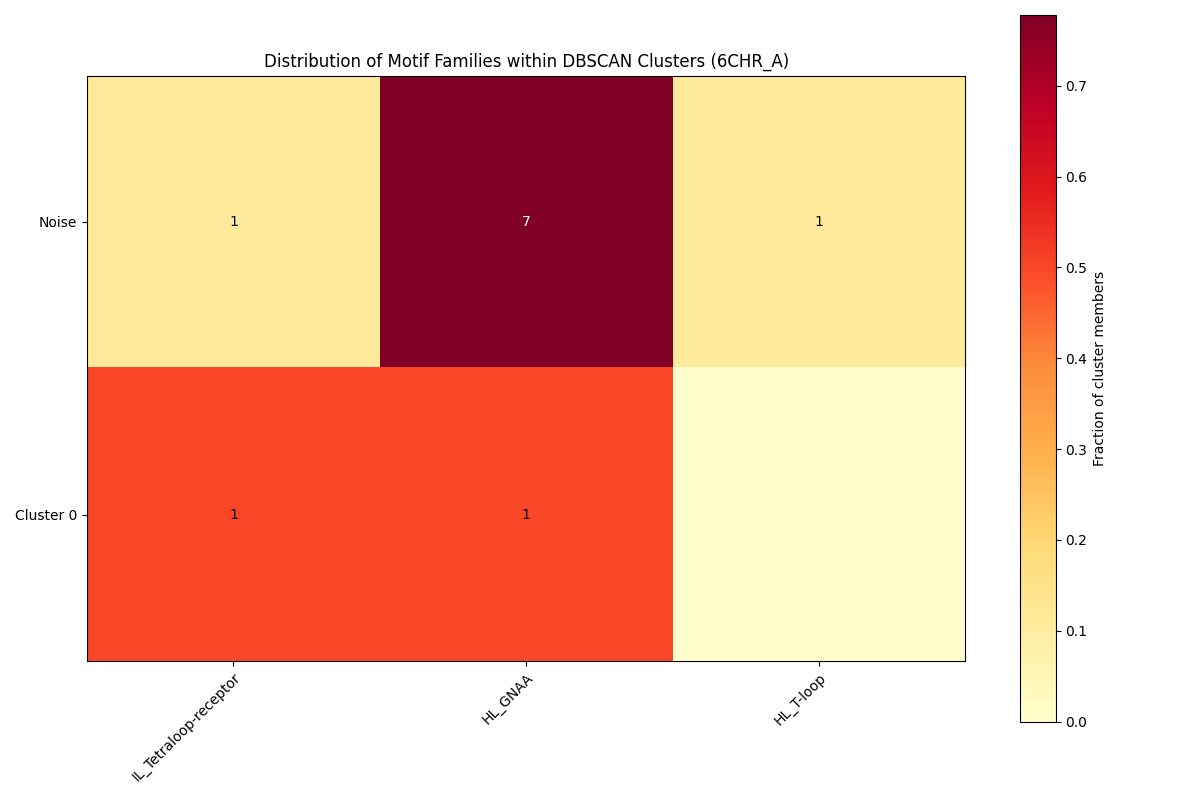 Distribution of Motif Families within DBSCAN Clusters (6CHR_A)
Noise
1
7
1
Cluster 0
1
1
IL_Tetraloop-receptor
HL_GNAA
HL_T-loop
0.7
0.6
0.5
0.4
0.3
0.2
0.1
0.0
Fraction of cluster members